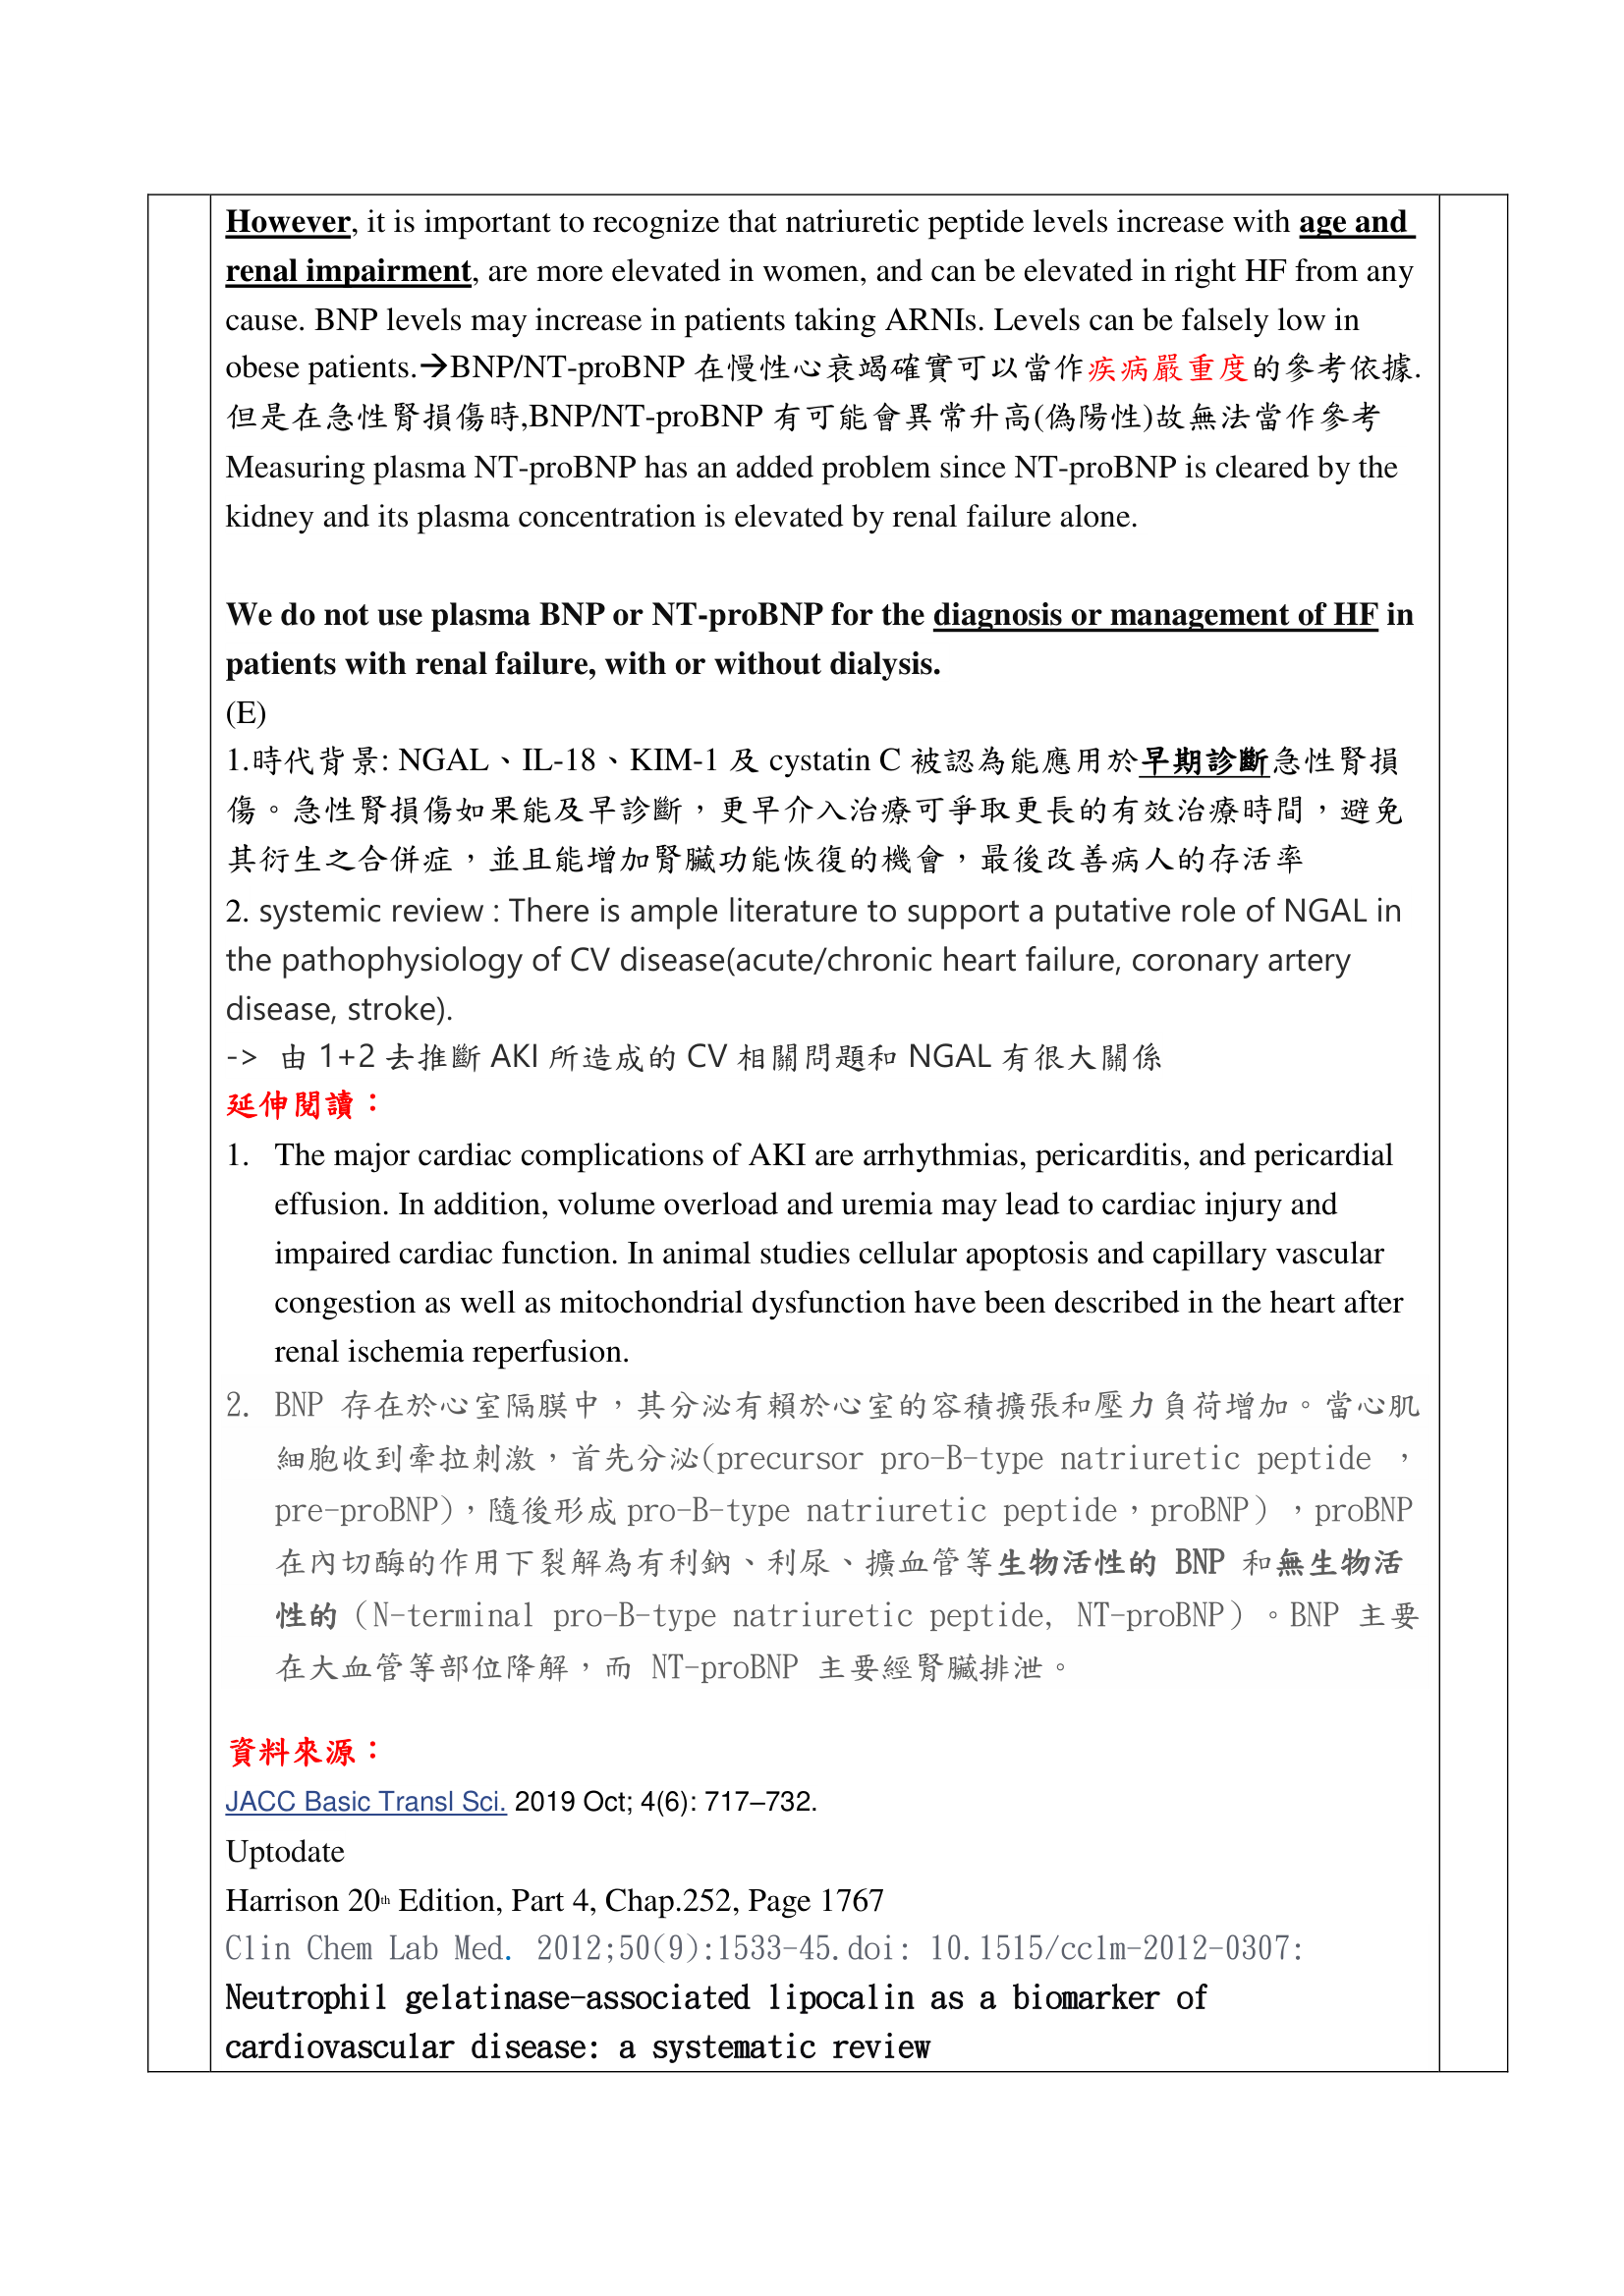 However, it is important to recognize that natriuretic peptide levels increase with age and
renal impairment, are more elevated in women, and can be elevated in right HF from any
cause. BNP levels may increase in patients taking ARNIs. Levels can be falsely low in
obese patients.→BNP/NT-proBNP 在慢性心衰竭確實可以當作疾病嚴重度的參考依據.
但是在急性腎損傷時,BNP/NT-proBNP 有可能會異常升高(偽陽性)故無法當作參考
Measuring plasma NT-proBNP has an added problem since NT-proBNP is cleared by the
kidney and its plasma concentration is elevated by renal failure alone.
We do not use plasma BNP or NT-proBNP for the diagnosis or management of HF in
patients with renal failure, with or without dialysis.
(E)
1.時代背景: NGAL、IL-18、KIM-1 及 cystatin C 被認為能應用於早期診斷急性腎損
傷。急性腎損傷如果能及早診斷，更早介入治療可爭取更長的有效治療時間，避免
其衍生之合併症，並且能增加腎臟功能恢復的機會，最後改善病人的存活率
2. systemic review : There is ample literature to support a putative role of NGAL in
the pathophysiology of CV disease(acute/chronic heart failure, coronary artery
disease, stroke).
-> 由 1+2 去推斷 AKI 所造成的 CV 相關問題和 NGAL 有很大關係
延伸閱讀：
1. The major cardiac complications of AKI are arrhythmias, pericarditis, and pericardial
effusion. In addition, volume overload and uremia may lead to cardiac injury and
impaired cardiac function. In animal studies cellular apoptosis and capillary vascular
congestion as well as mitochondrial dysfunction have been described in the heart after
renal ischemia reperfusion.
2. BNP 存在於心室隔膜中，其分泌有賴於心室的容積擴張和壓力負荷增加。當心肌
細胞收到牽拉刺激，首先分泌(precursor pro-B-type natriuretic peptide ，
pre-proBNP)，隨後形成 pro-B-type natriuretic peptide，proBNP) ，proBNP
在內切酶的作用下裂解為有利鈉、利尿、擴血管等生物活性的 BNP 和無生物活
性的（N-terminal pro-B-type natriuretic peptide, NT-proBNP）。BNP 主要
在大血管等部位降解，而 NT-proBNP 主要經腎臟排泄。
資料來源：
JACC Basic Transl Sci. 2019 Oct; 4(6): 717–732.
Uptodate
Harrison 20th Edition, Part 4, Chap.252, Page 1767
Clin Chem Lab Med. 2012;50(9):1533-45.doi: 10.1515/cclm-2012-0307:
Neutrophil gelatinase-associated lipocalin as a biomarker of
cardiovascular disease: a systematic review